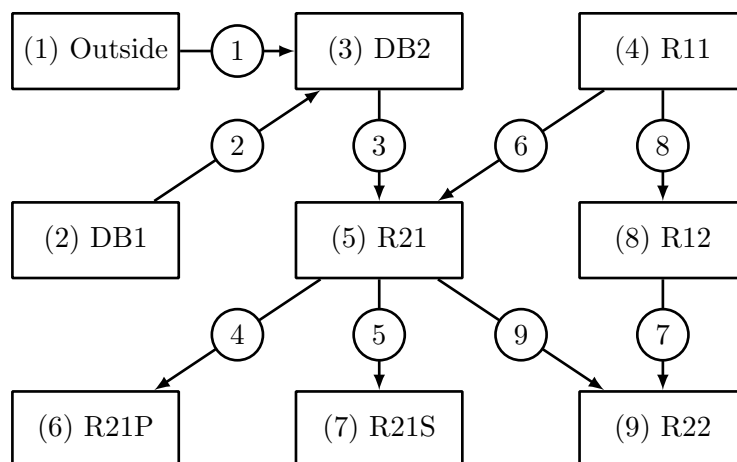 (1) Outside
1
(3) DB2
(4) R11
2
3
6
8
(2) DB1
(5) R21
(8) R12
4
5
9
7
(6) R21P
(7) R21S
(9) R22